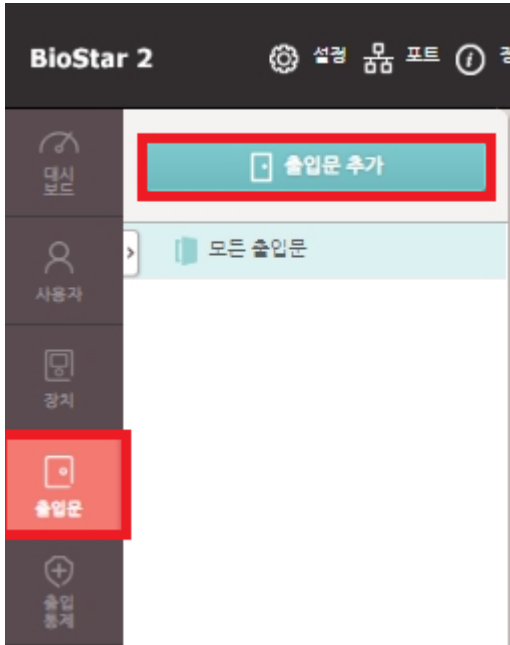 BioStar 2
설정
포트
대시
보드
출입문 추가
모든 출입문
사용자
장치
출입문
출입
통제